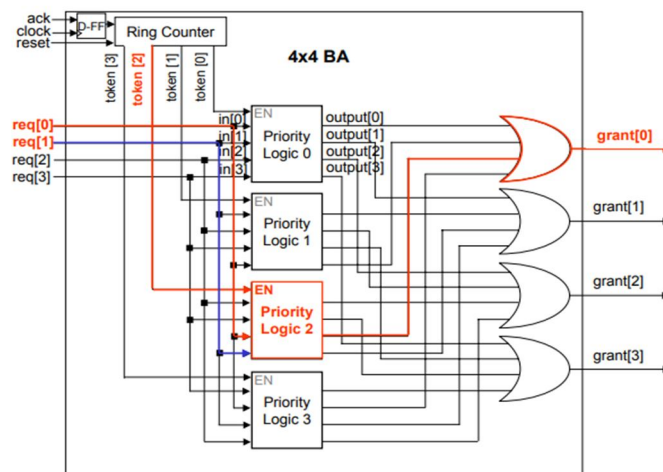 ack
clock
reset
D-FF
Ring Counter
4x4 BA
token [3]
token [2]
token [1]
token [0]
req[0]
req[1]
req[2]
req[3]
in[0]
in[1]
in[2]
in[3]
EN
Priority
Logic 0
output[0]
output[1]
output[2]
output[3]
EN
Priority
Logic 1
EN
Priority
Logic 2
EN
Priority
Logic 3
grant[0]
grant[1]
grant[2]
grant[3]